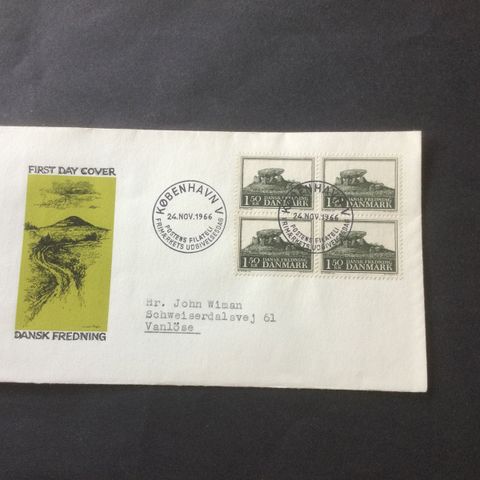 FIRST DAY COVER
DANSK FREDNING
KØBENHAVN V
24.NOV.1966
POSTENS FILATELI
FRIMÆRKETS UDGIVELSESDAG
1.50
DANSK FREDNING
DANMARK
1.50
DANSK FREDNING
DANMARK
1.50
DANSK FREDNING
DANMARK
1.50
DANSK FREDNING
DANMARK
KØBENHAVN V
24.NOV.1966
POSTENS FILATELI
FRIMÆRKETS UDGIVELSESDAG
Hr. John Wiman
Schweiserdalsvej 61
Vanlöse